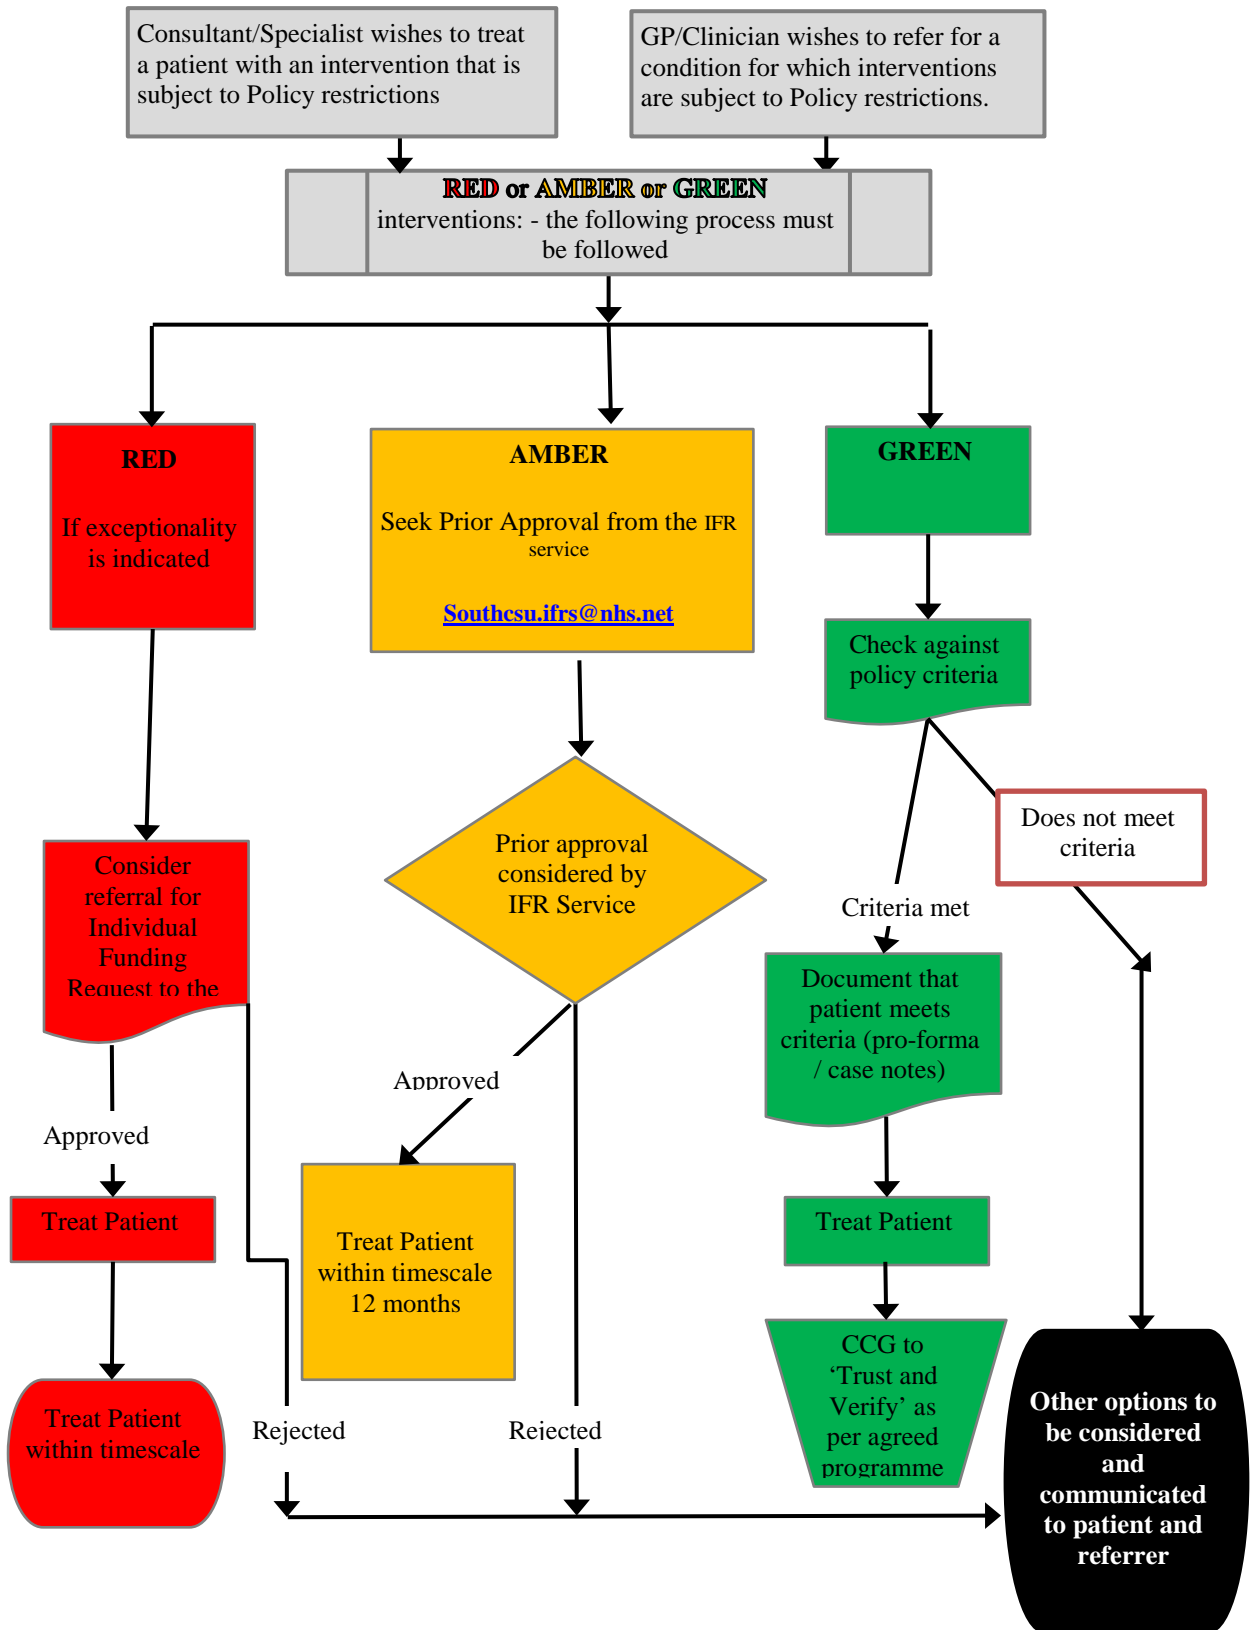 Consultant/Specialist wishes to treat
a patient with an intervention that is
subject to Policy restrictions
GP/Clinician wishes to refer for a
condition for which interventions
are subject to Policy restrictions.
RED or AMBER or GREEN
interventions: - the following process must
be followed
RED
If exceptionality
is indicated
AMBER
Seek Prior Approval from the IFR
service
Southcsu.ifrs@nhs.net
GREEN
Check against
policy criteria
Does not meet
criteria
Consider
referral for
Individual
Funding
Request to the
Prior approval
considered by
IFR Service
Criteria met
Document that
patient meets
criteria (pro-forma
/ case notes)
Approved
Approved
Treat Patient
Treat Patient
within timescale
12 months
Treat Patient
CCG to
‘Trust and
Verify’ as
per agreed
programme
Treat Patient
within timescale
Rejected
Rejected
Other options to
be considered
and
communicated
to patient and
referrer